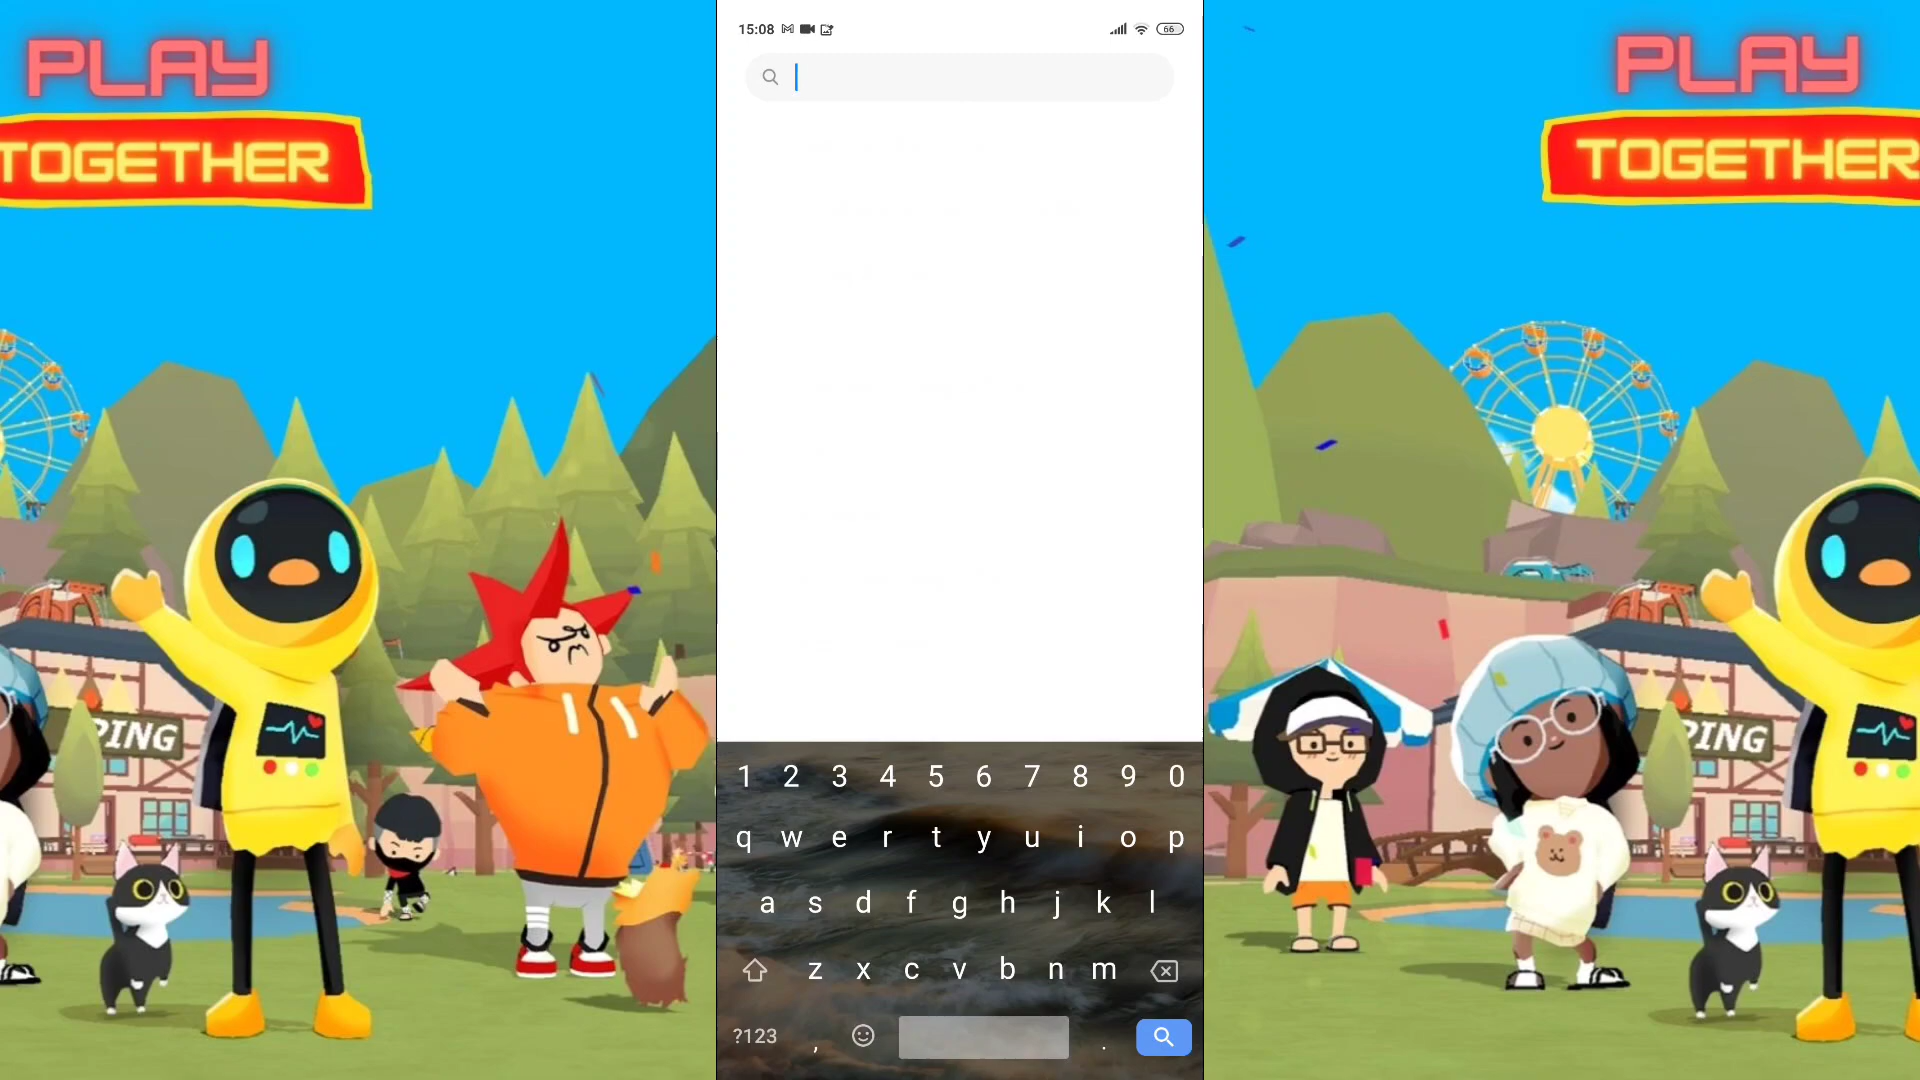 PLAY
TOGETHER
PING
15:08
66
1 2 3 4 5 6 7 8 9 0
q w e r t y u i o p
a s d f g h j k l
z x c v b n m
?123 , .
PLAY
TOGETHER
PING